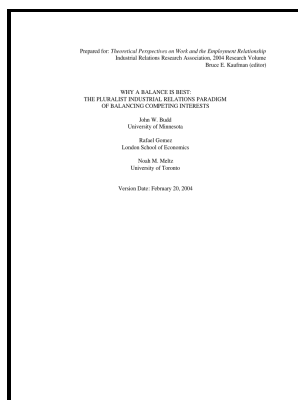 Prepared for: Theoretical Perspectives on Work and the Employment Relationship
Industrial Relations Research Association, 2004 Research Volume
Bruce E. Kaufman (editor)
WHY A BALANCE IS BEST:
THE PLURALIST INDUSTRIAL RELATIONS PARADIGM
OF BALANCING COMPETING INTERESTS
John W. Budd
University of Minnesota
Rafael Gomez
London School of Economics
Noah M. Meltz
University of Toronto
Version Date: February 20, 2004